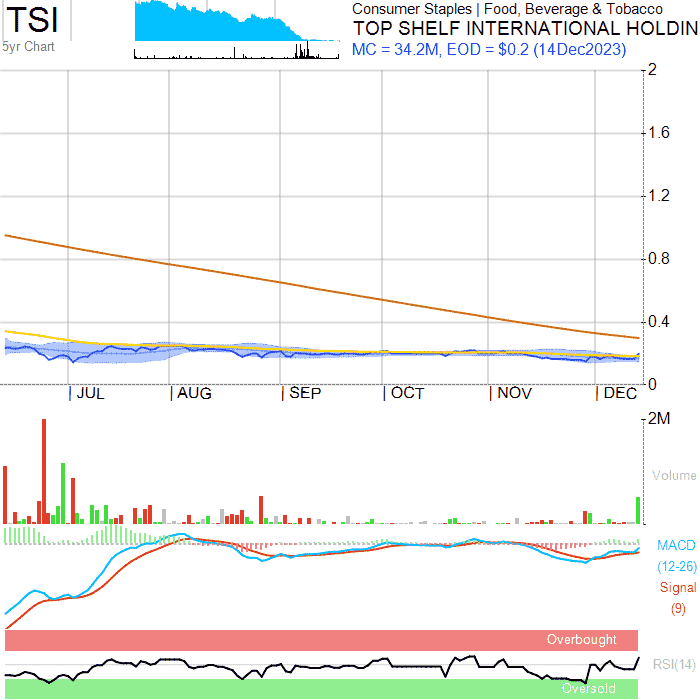 TSI
5yr Chart
Consumer Staples | Food, Beverage & Tobacco
TOP SHELF INTERNATIONAL HOLDIN
MC = 34.2M, EOD = $0.2 (14Dec2023)
2
1.6
1.2
0.8
0.4
0
JUL
AUG
SEP
OCT
NOV
DEC
2M
Volume
MACD
(12-26)
Signal
(9)
Overbought
RSI(14)
Oversold